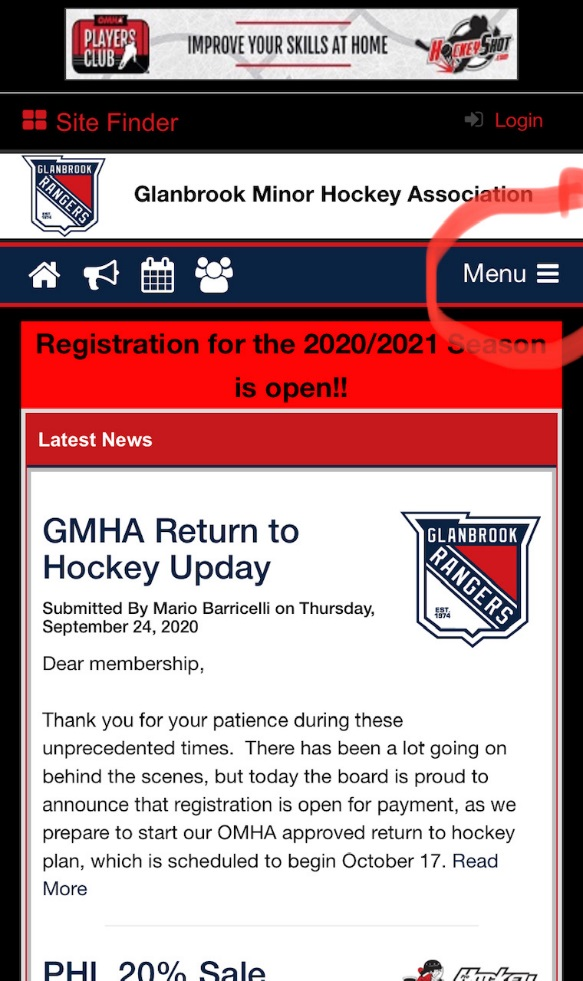 OMHA
PLAYERS
CLUB
IMPROVE YOUR SKILLS AT HOME
HOCKEYSHOT
.com
Site Finder
Login
GLANBROOK
RANGERS
EST.
1974
Glanbrook Minor Hockey Association
Menu
Registration for the 2020/2021 Season
is open!!
Latest News
GMHA Return to
Hockey Upday
Submitted By Mario Barricelli on Thursday,
September 24, 2020
GLANBROOK
RANGERS
EST.
1974
Dear membership,
Thank you for your patience during these
unprecedented times.  There has been a lot going on
behind the scenes, but today the board is proud to
announce that registration is open for payment, as we
prepare to start our OMHA approved return to hockey
plan, which is scheduled to begin October 17. Read
More
PHL 20% Sale
HOCKEY